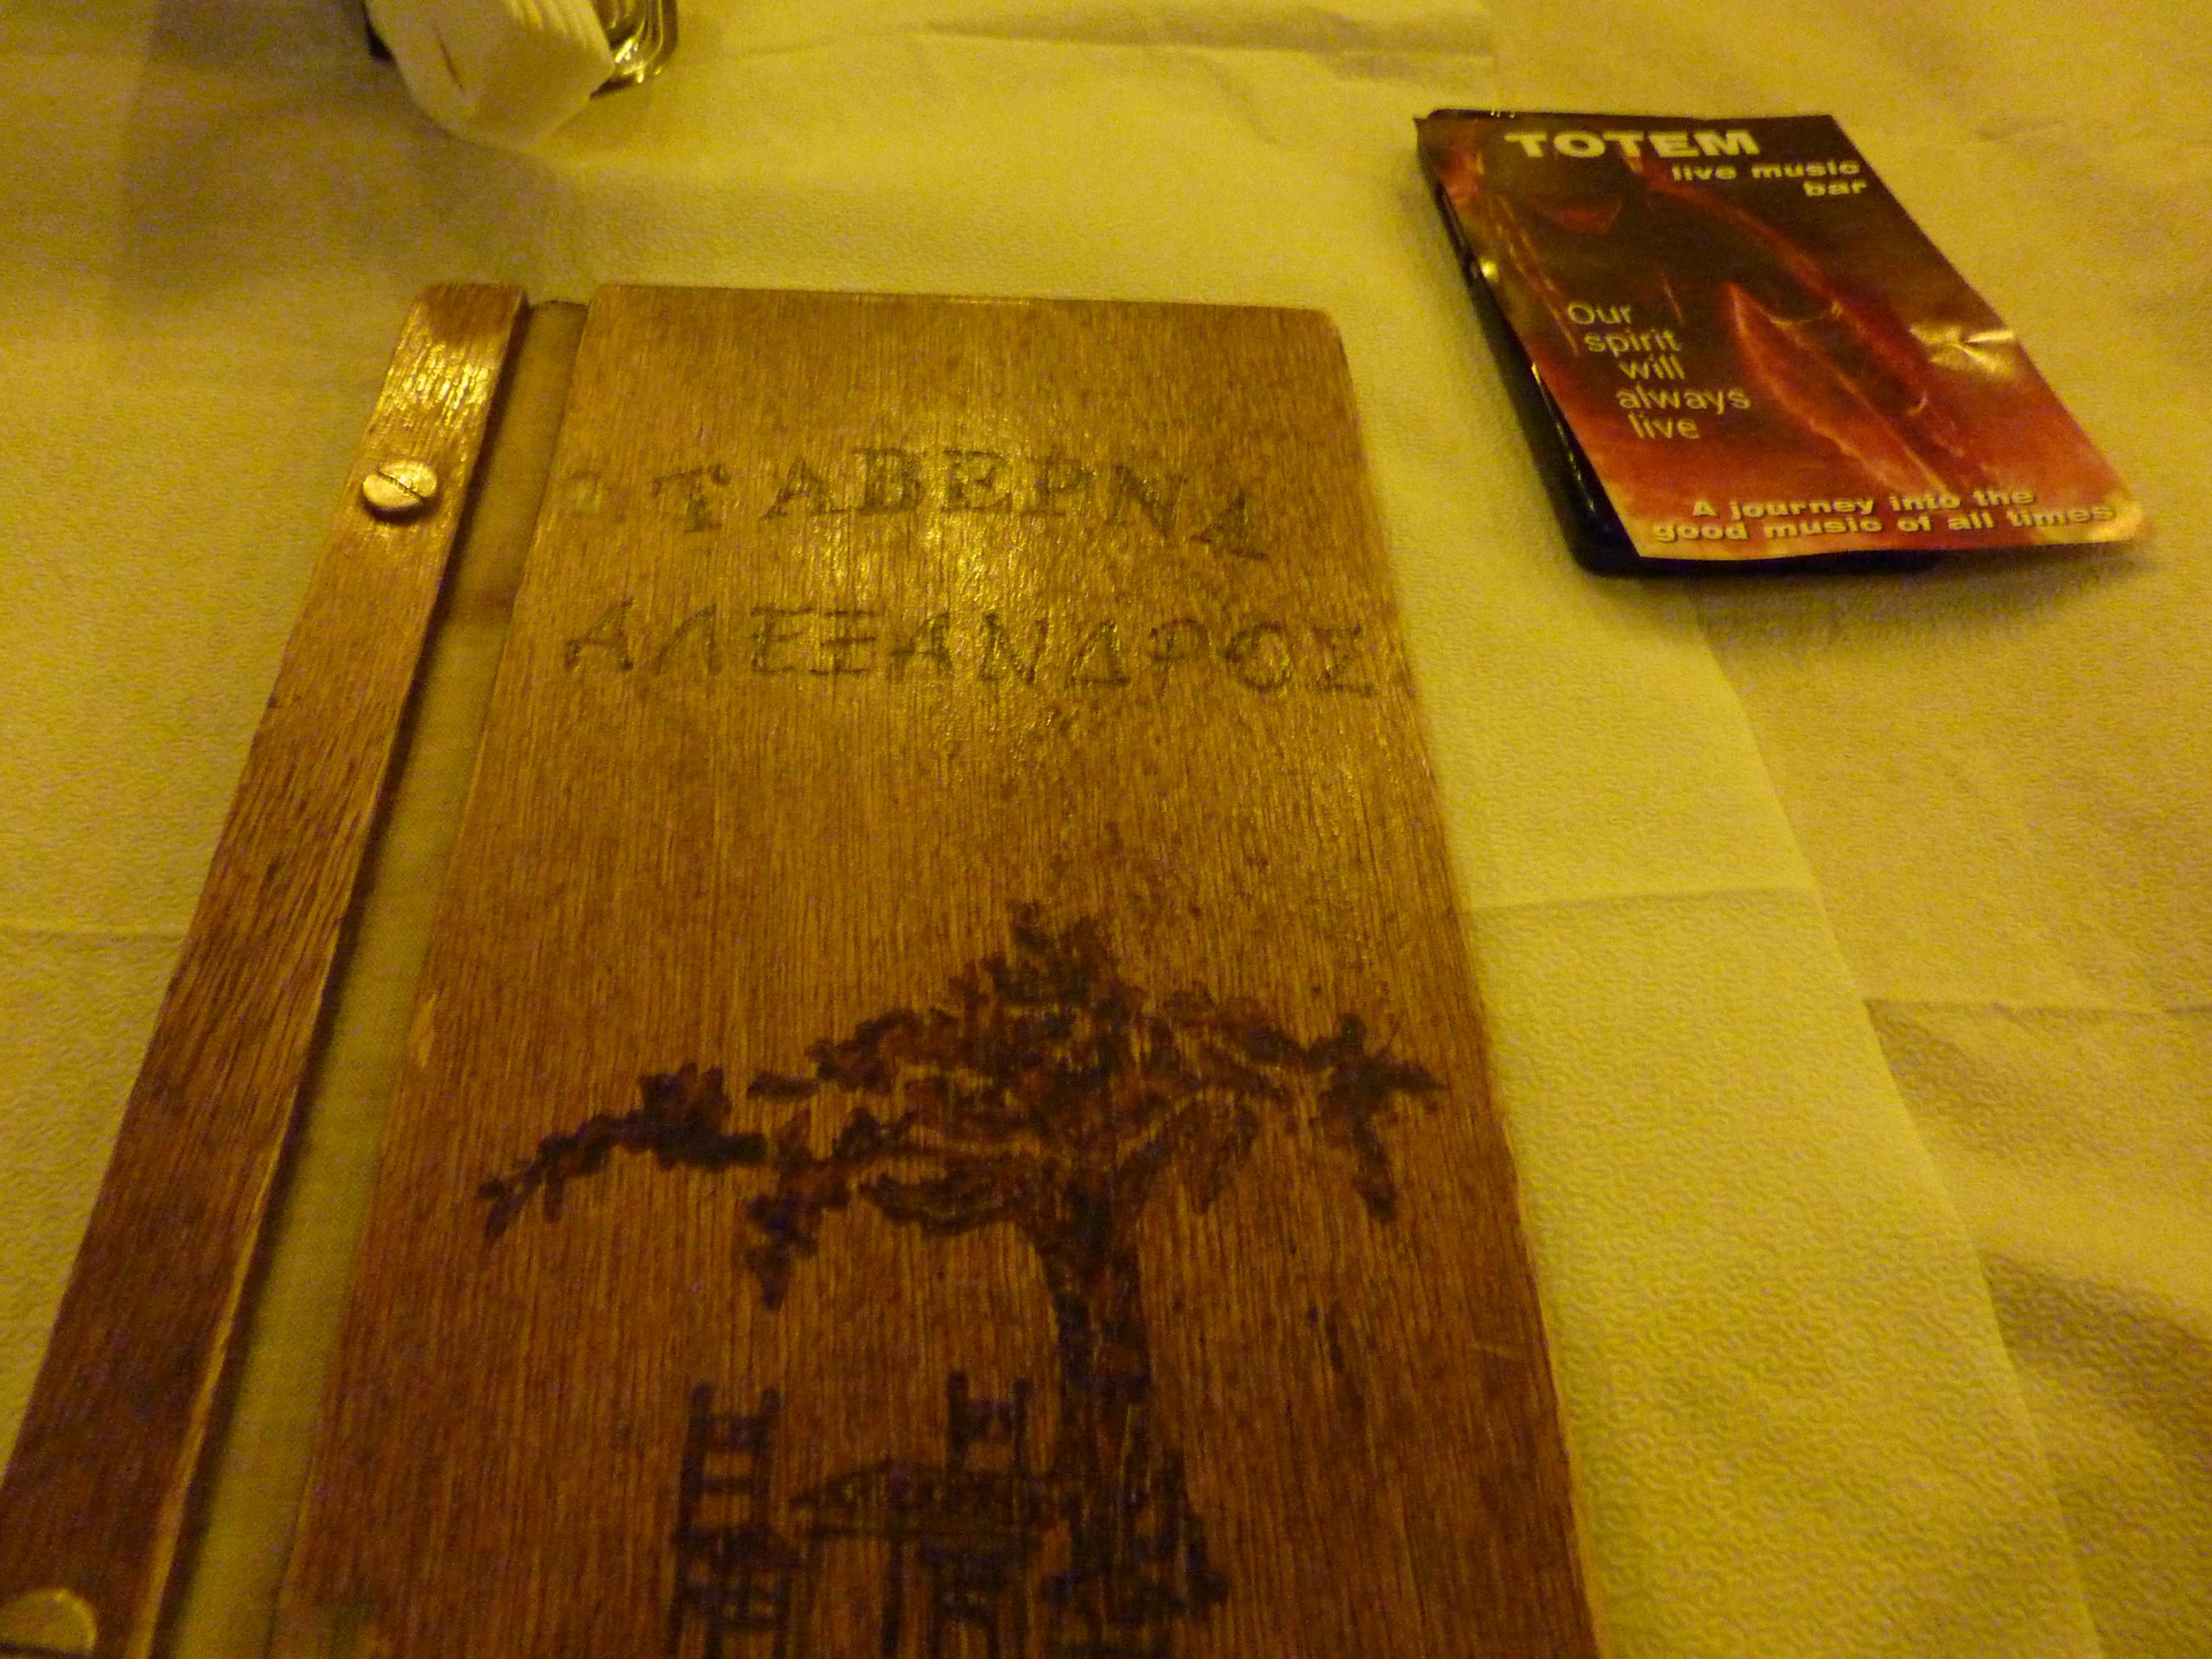 ΤΑΒΕΡΝΑ
ΑΛΕΞΑΝΔΡΟΣ
TOTEM
live music
bar
Our
spirit
will
always
live
A journey into the
good music of all times